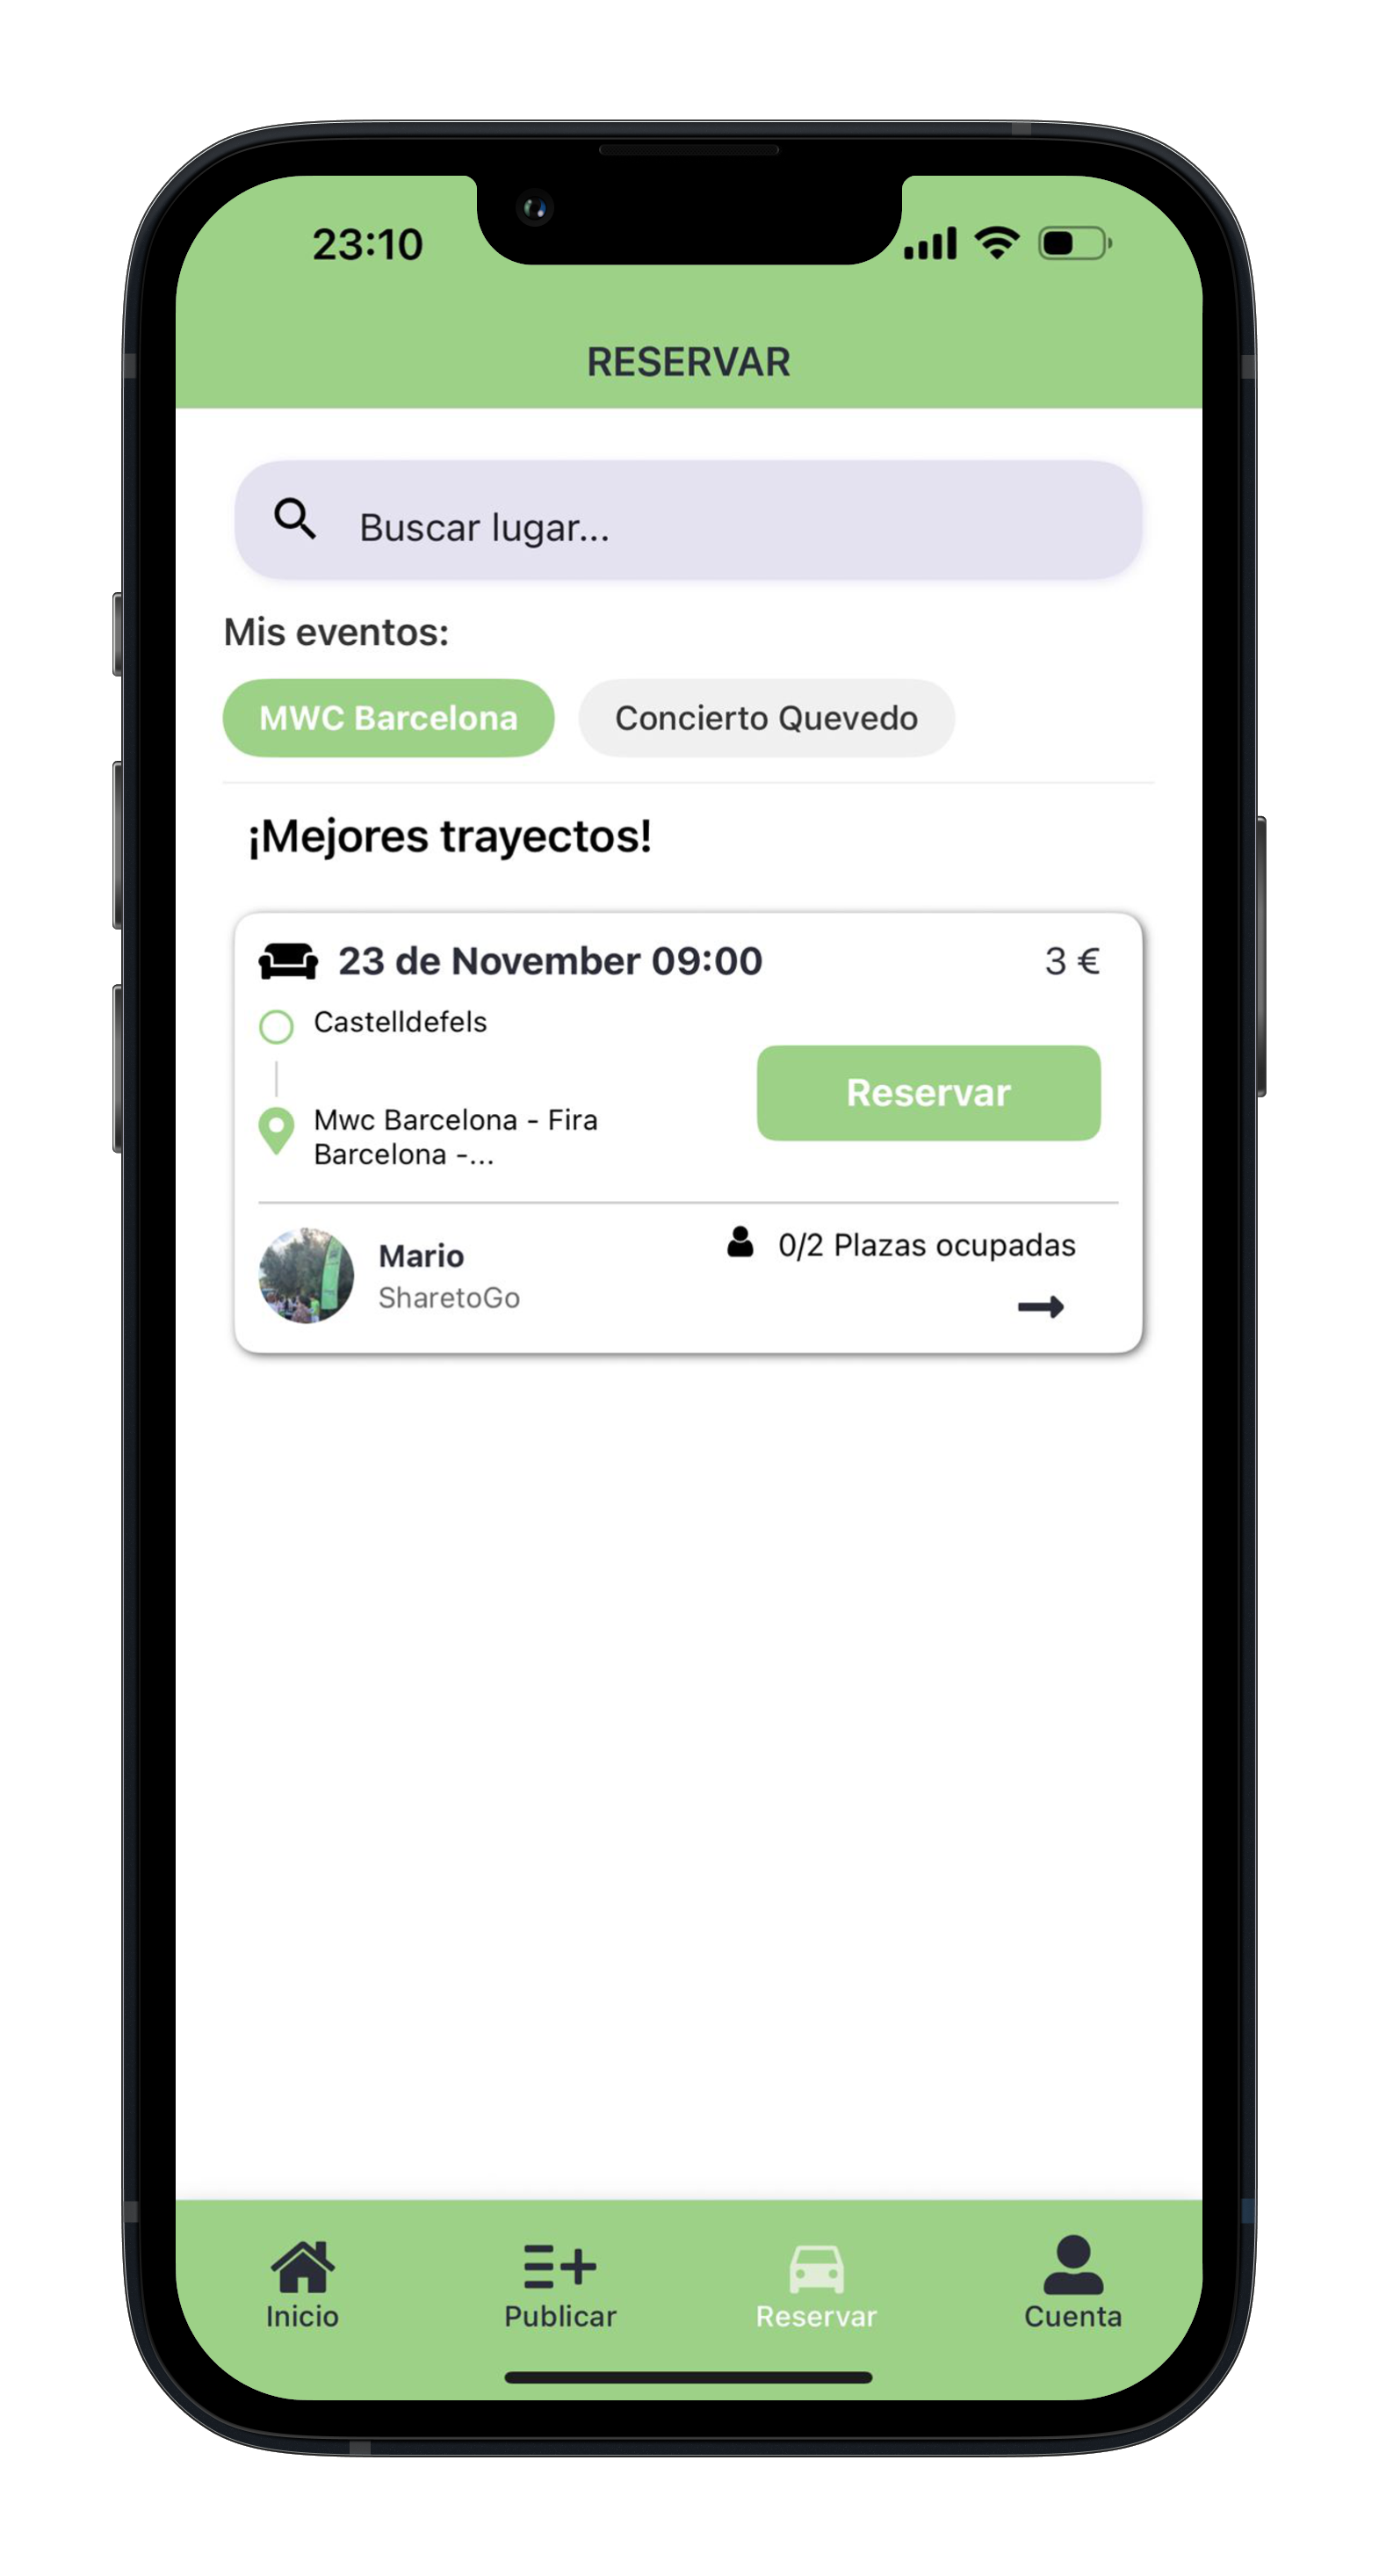 23:10
RESERVAR
Buscar lugar...
Mis eventos:
MWC Barcelona
Concierto Quevedo
¡Mejores trayectos!
23 de November 09:00
3 €
Castelldefels
Reservar
Mwc Barcelona - Fira
Barcelona -...
Mario
SharetoGo
0/2 Plazas ocupadas
Inicio
Publicar
Reservar
Cuenta